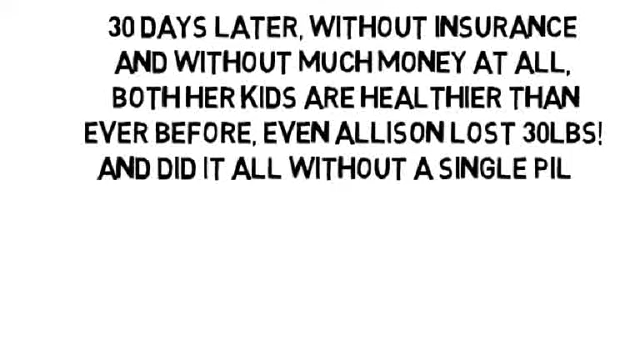 30 DAYS LATER, WITHOUT INSURANCE
AND WITHOUT MUCH MONEY AT ALL,
BOTH HER KIDS ARE HEALTHIER THAN
EVER BEFORE, EVEN ALLISON LOST 30LBS!
AND DID IT ALL WITHOUT A SINGLE PIL